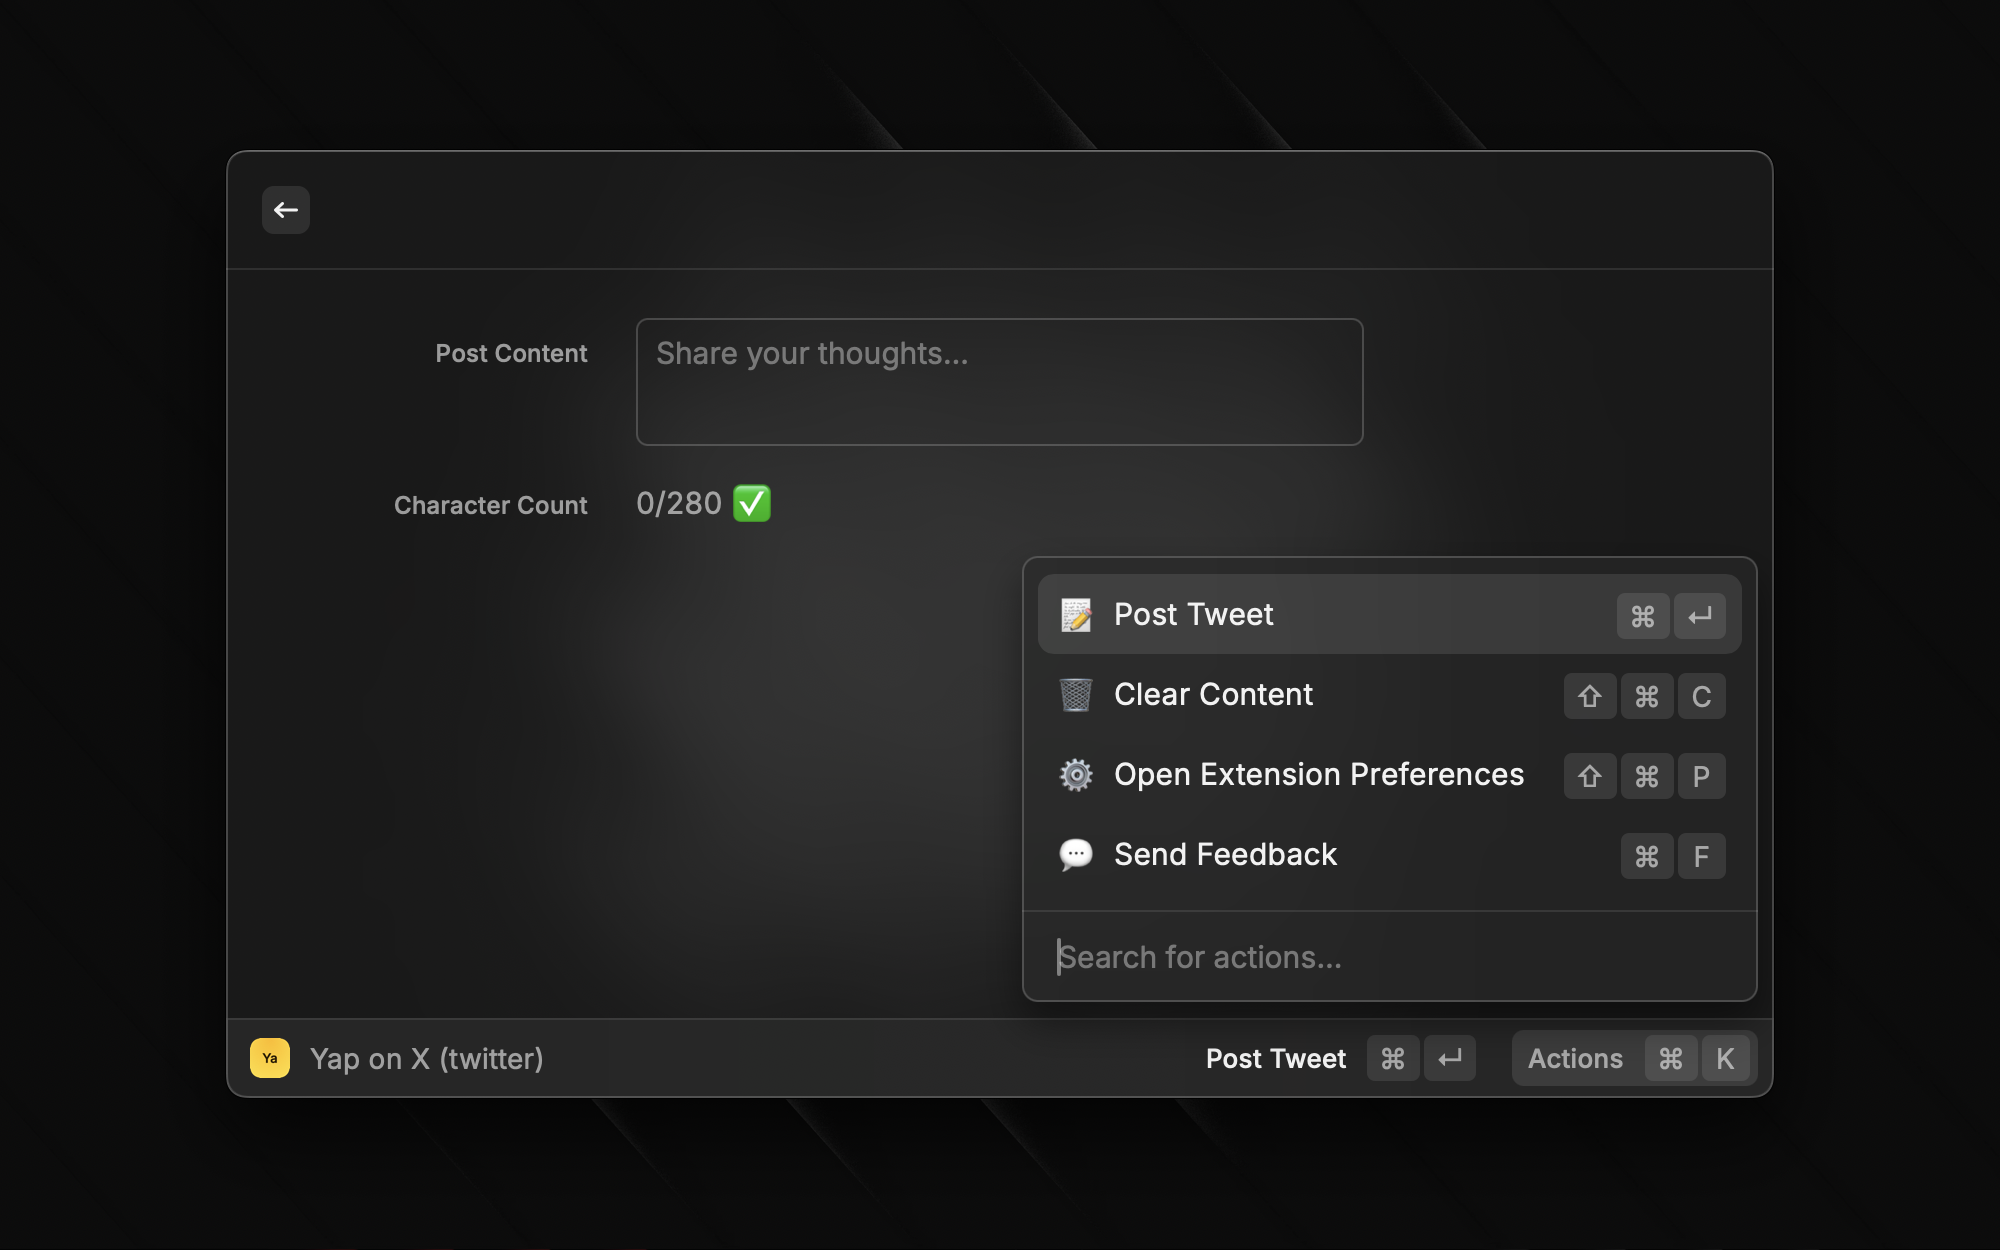 Post Content
Share your thoughts...
Character Count
0/280 ✅
Post Tweet ⌘ ↵
Clear Content ⇧ ⌘ C
Open Extension Preferences ⇧ ⌘ P
Send Feedback ⌘ F
Search for actions...
Ya Yap on X (twitter) Post Tweet ⌘ ↵ Actions ⌘ K